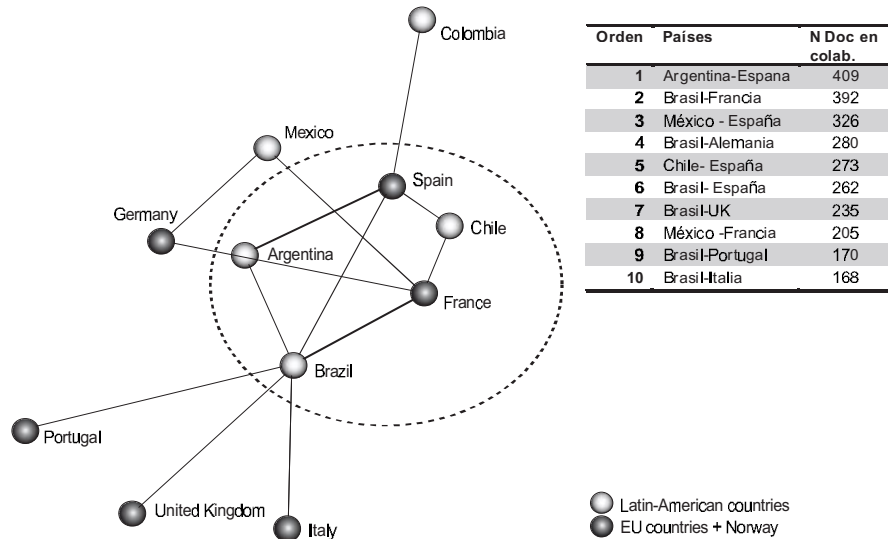 Colombia
Mexico
Spain
Germany
Chile
Argentina
France
Brazil
Portugal
United Kingdom
Italy
Orden Países N Doc en
colab.
1 Argentina-Espana 409
2 Brasil-Francia 392
3 México - España 326
4 Brasil-Alemania 280
5 Chile- España 273
6 Brasil- España 262
7 Brasil-UK 235
8 México -Francia 205
9 Brasil-Portugal 170
10 Brasil-Italia 168
Latin-American countries
EU countries + Norway